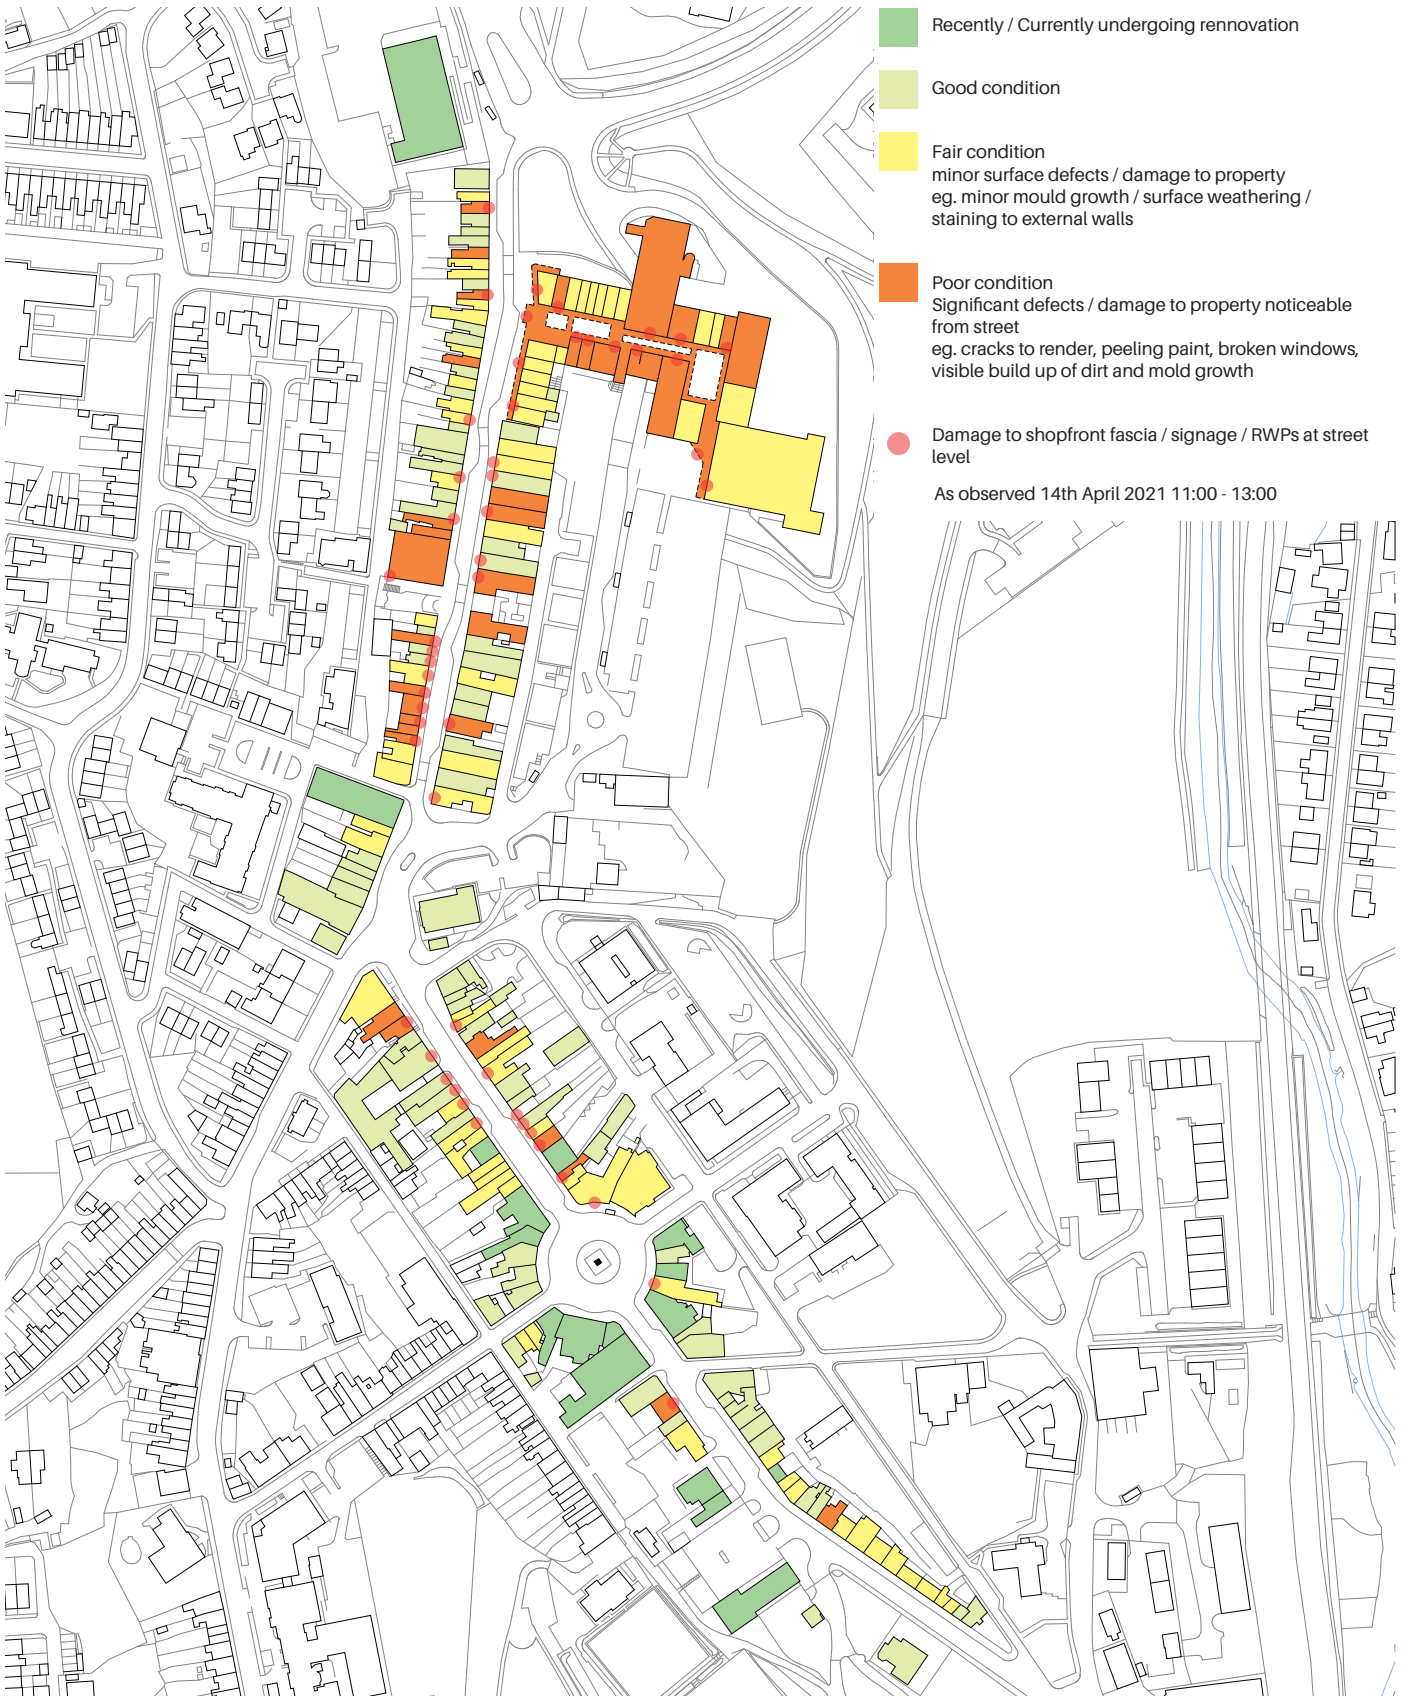 Recently / Currently undergoing rennovation
Good condition
Fair condition
minor surface defects / damage to property
eg. minor mould growth / surface weathering /
staining to external walls
Poor condition
Significant defects / damage to property noticeable
from street
eg. cracks to render, peeling paint, broken windows,
visible build up of dirt and mold growth
Damage to shopfront fascia / signage / RWPs at street
level
As observed 14th April 2021 11:00 - 13:00